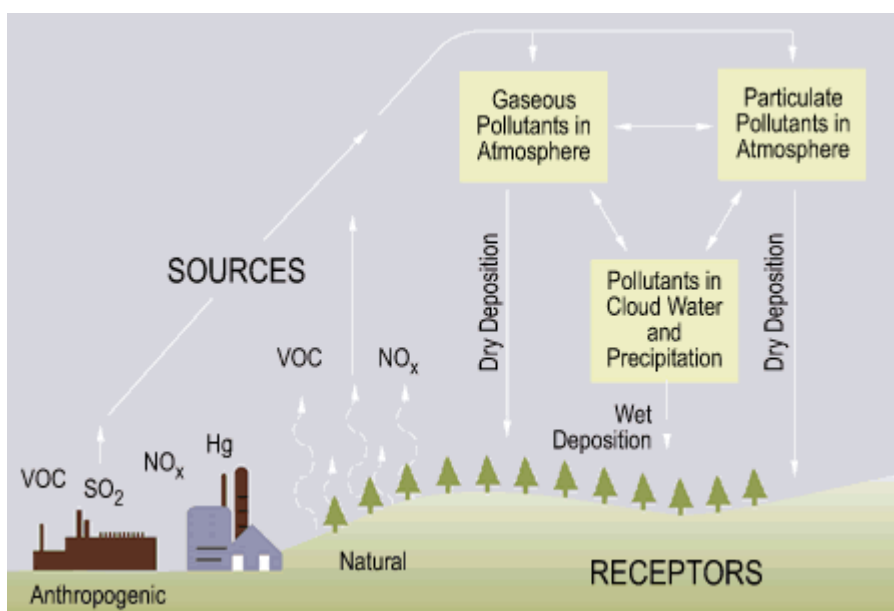 Gaseous
Pollutants in
Atmosphere
Particulate
Pollutants in
Atmosphere
SOURCES
Dry Deposition
Pollutants in
Cloud Water
and
Precipitation
Dry Deposition
VOC
NOx
Wet
Deposition
VOC
SO2
NOx
Hg
Anthropogenic
Natural
RECEPTORS